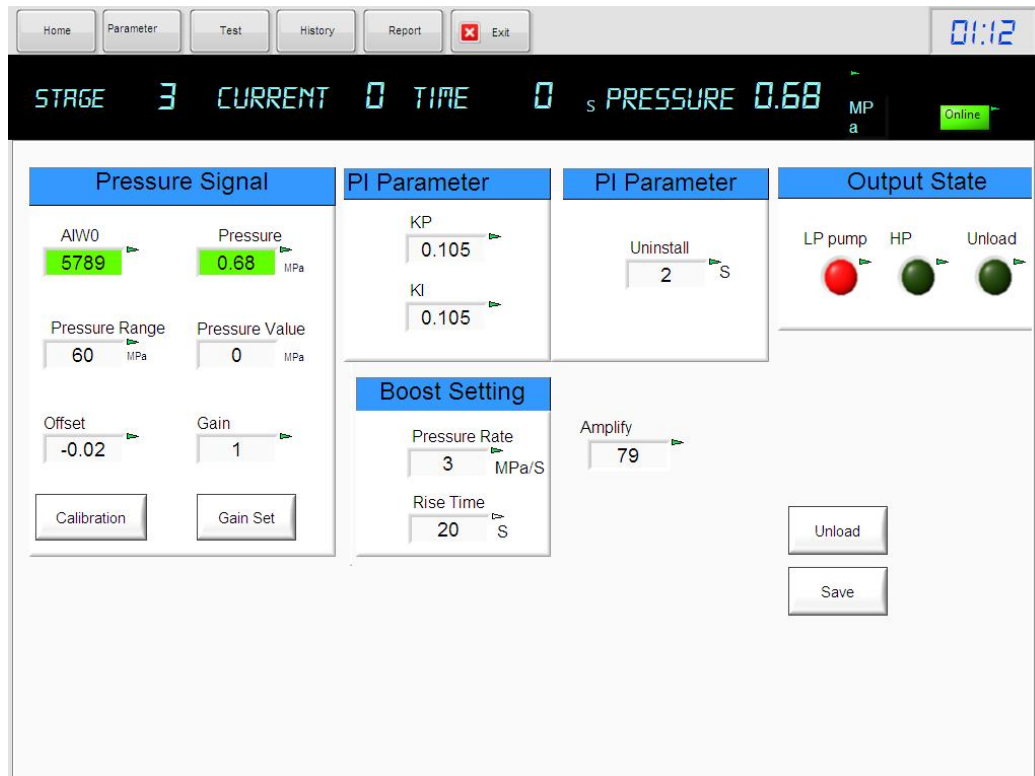 Home Parameter Test History Report Exit 01:12
STAGE 3 CURRENT 0 TIME 0 S PRESSURE 0.68 MP
a
Online
Pressure Signal
AIW0 Pressure
5789 0.68 MPa
Pressure Range Pressure Value
60 MPa 0 MPa
Offset Gain
-0.02 1
Calibration Gain Set
PI Parameter
KP
0.105
KI
0.105
PI Parameter
Uninstall
2 S
Output State
LP pump HP Unload
Boost Setting
Pressure Rate
3 MPa/S
Rise Time
20 S
Amplify
79
Unload
Save